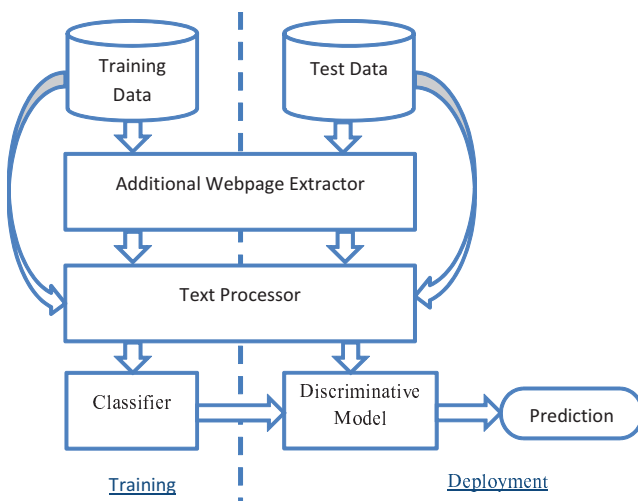 Training
Data
Test Data
Additional Webpage Extractor
Text Processor
Classifier
Discriminative
Model
Prediction
Training
Deployment